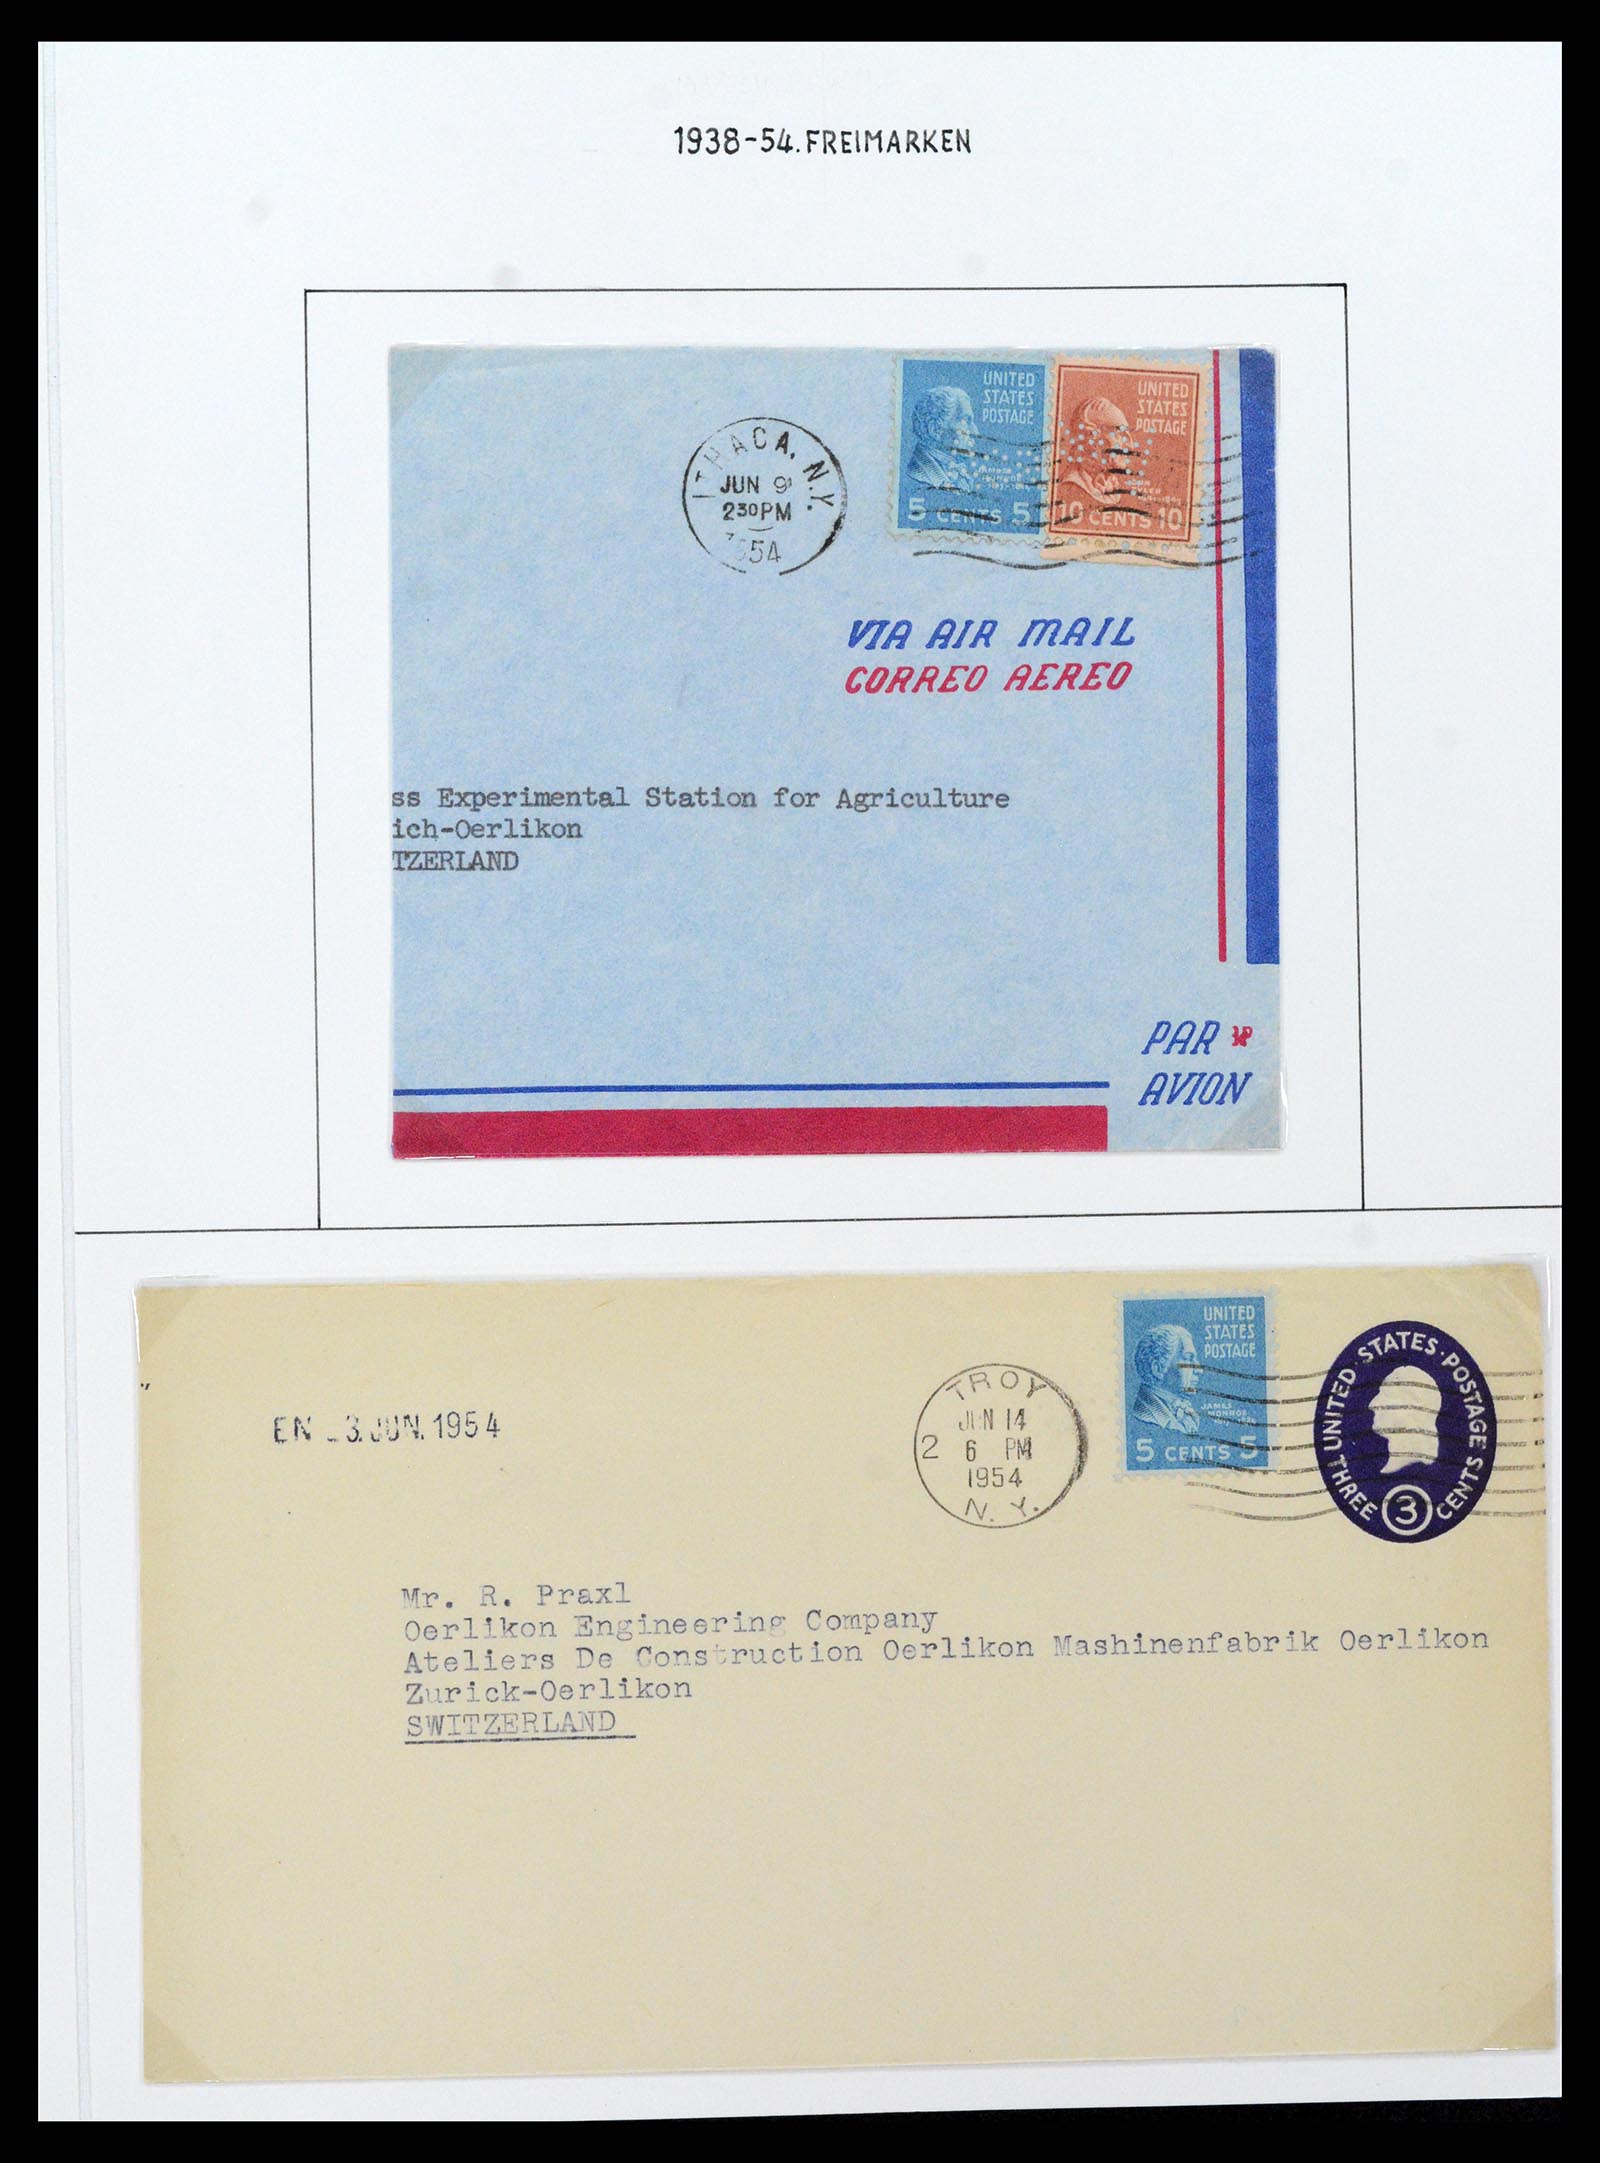 1938-54. FREIMARKEN
UNITED
STATES
POSTAGE
5 CENTS 5
UNITED
STATES
POSTAGE
10 CENTS 10
ITHACA, N.Y.
JUN 9
2 30 PM
1954
VIA AIR MAIL
CORREO AEREO
ss Experimental Station for Agriculture
ich-Oerlikon
TZERLAND
PAR
AVION
UNITED
STATES
POSTAGE
JAMES
MONROE
5 CENTS 5
UNITED·STATES·POSTAGE
THREE 3 CENTS
TROY
JUN 14
2 6 PM
1954
N. Y.
"
EN 3. JUN. 1954
Mr. R. Praxl
Oerlikon Engineering Company
Ateliers De Construction Oerlikon Mashinenfabrik Oerlikon
Zurick-Oerlikon
SWITZERLAND